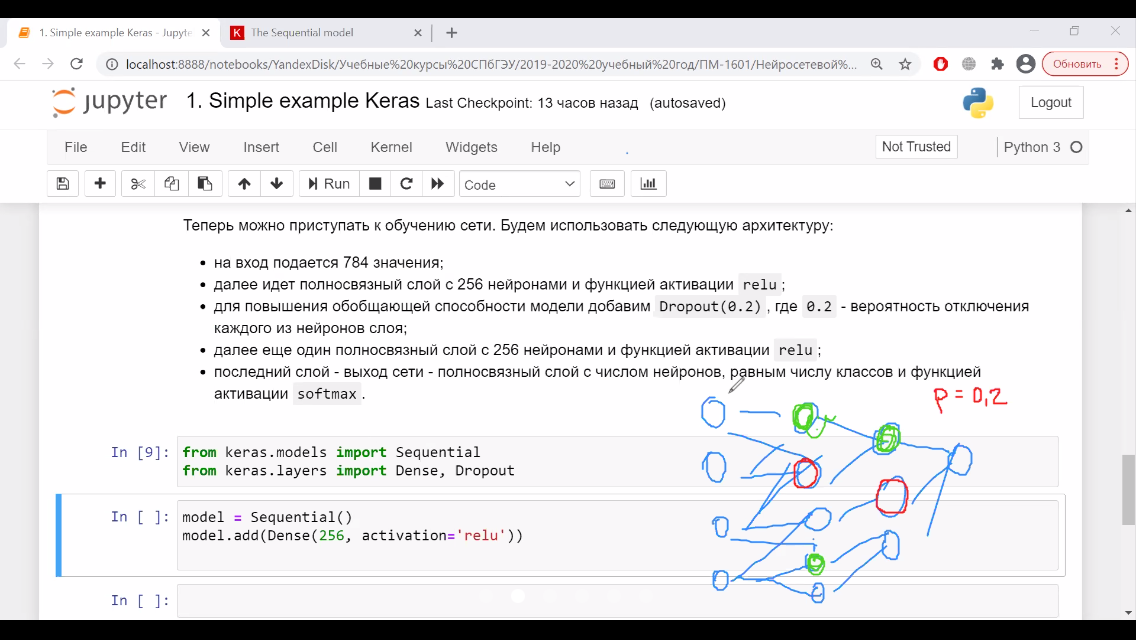 1. Simple example Keras - Jupyte
K The Sequential model
localhost:8888/notebooks/YandexDisk/Учебные%20курсы%20СПбГЭУ/2019-2020%20учебный%20год/ПМ-1601/Нейросетевой%...
Обновить
jupyter 1. Simple example Keras Last Checkpoint: 13 часов назад (autosaved)
Logout
File Edit View Insert Cell Kernel Widgets Help
Not Trusted
Python 3
Run
Code
Теперь можно приступать к обучению сети. Будем использовать следующую архитектуру:
• на вход подается 784 значения;
• далее идет полносвязный слой с 256 нейронами и функцией активации relu ;
• для повышения обобщающей способности модели добавим Dropout(0.2) , где 0.2 - вероятность отключения
каждого из нейронов слоя;
• далее еще один полносвязный слой с 256 нейронами и функцией активации relu ;
• последний слой - выход сети - полносвязный слой с числом нейронов, равным числу классов и функцией
активации softmax .
p = 0,2
In [9]: from keras.models import Sequential
from keras.layers import Dense, Dropout
In [ ]: model = Sequential()
model.add(Dense(256, activation='relu'))
In [ ]: